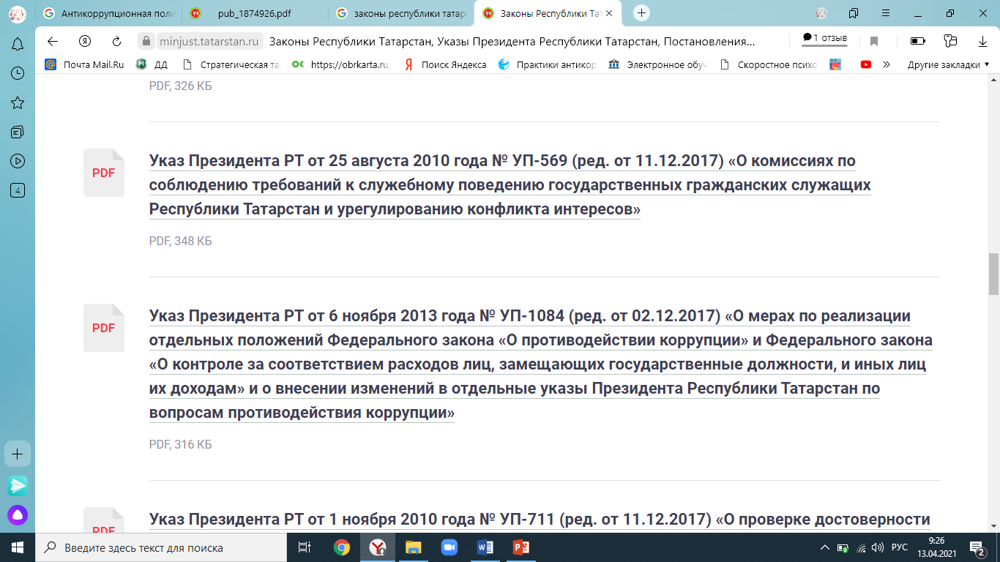 Антикоррупционная поли
pub_1874926.pdf
законы республики татарс
Законы Республики Тат
minjust.tatarstan.ru
Законы Республики Татарстан, Указы Президента Республики Татарстан, Постановления...
1 отзыв
Почта Mail.Ru
ДД
Стратегическая та
https://obrkarta.ru/
Поиск Яндекса
Практики антикор
Электронное обуч
Скоростное психо
Другие закладки
4
PDF, 326 КБ
PDF
Указ Президента РТ от 25 августа 2010 года № УП-569 (ред. от 11.12.2017) «О комиссиях по
соблюдению требований к служебному поведению государственных гражданских служащих
Республики Татарстан и урегулированию конфликта интересов»
PDF, 348 КБ
PDF
Указ Президента РТ от 6 ноября 2013 года № УП-1084 (ред. от 02.12.2017) «О мерах по реализации
отдельных положений Федерального закона «О противодействии коррупции» и Федерального закона
«О контроле за соответствием расходов лиц, замещающих государственные должности, и иных лиц
их доходам» и о внесении изменений в отдельные указы Президента Республики Татарстан по
вопросам противодействия коррупции»
PDF, 316 КБ
PDF
Указ Президента РТ от 1 ноября 2010 года № УП-711 (ред. от 11.12.2017) «О проверке достоверности
Введите здесь текст для поиска
РУС
9:26
13.04.2021
2